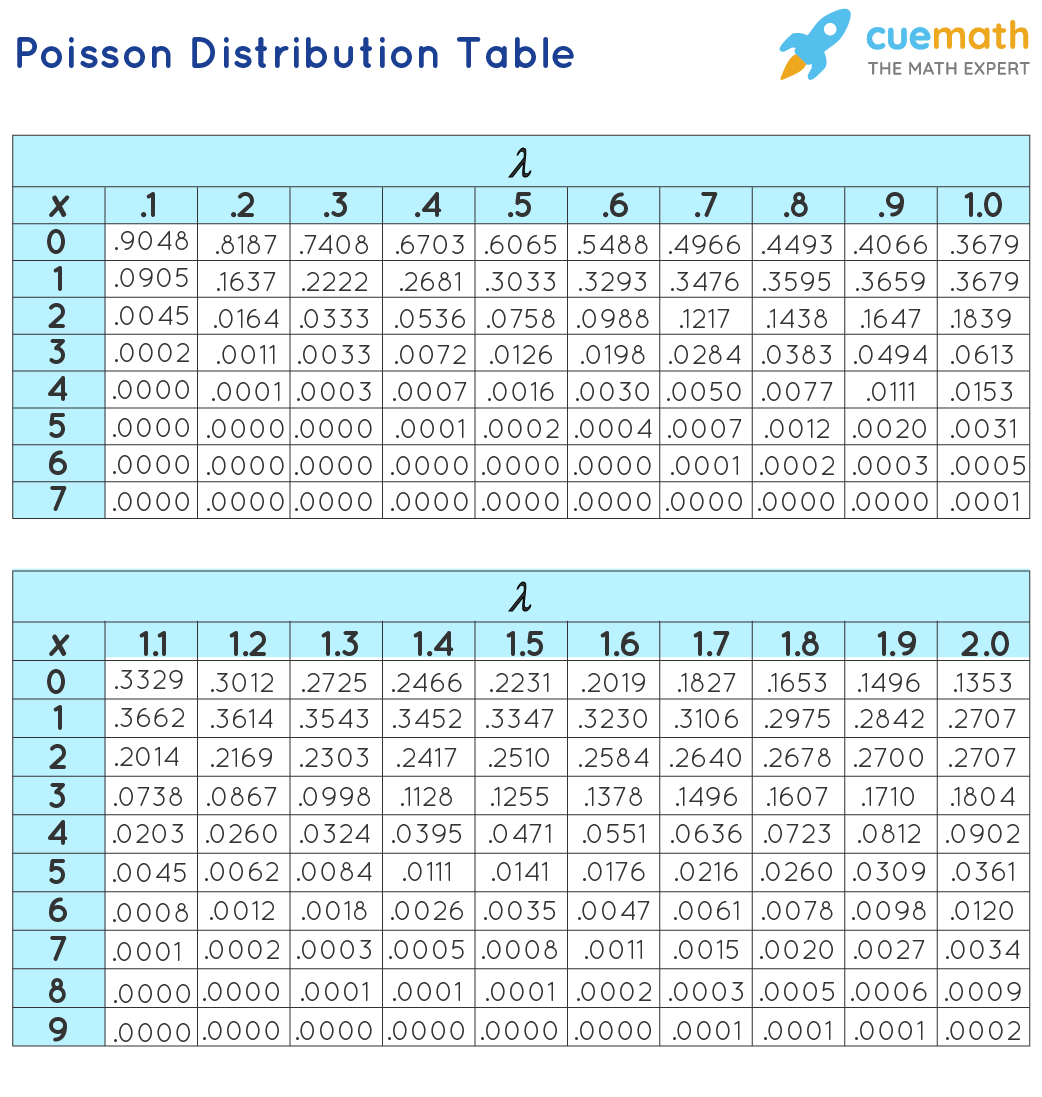 Poisson Distribution Table
cuemath
THE MATH EXPERT
λ
x .1 .2 .3 .4 .5 .6 .7 .8 .9 1.0
0 .9048 .8187 .7408 .6703 .6065 .5488 .4966 .4493 .4066 .3679
1 .0905 .1637 .2222 .2681 .3033 .3293 .3476 .3595 .3659 .3679
2 .0045 .0164 .0333 .0536 .0758 .0988 .1217 .1438 .1647 .1839
3 .0002 .0011 .0033 .0072 .0126 .0198 .0284 .0383 .0494 .0613
4 .0000 .0001 .0003 .0007 .0016 .0030 .0050 .0077 .0111 .0153
5 .0000 .0000 .0000 .0001 .0002 .0004 .0007 .0012 .0020 .0031
6 .0000 .0000 .0000 .0000 .0000 .0000 .0001 .0002 .0003 .0005
7 .0000 .0000 .0000 .0000 .0000 .0000 .0000 .0000 .0000 .0001
λ
x 1.1 1.2 1.3 1.4 1.5 1.6 1.7 1.8 1.9 2.0
0 .3329 .3012 .2725 .2466 .2231 .2019 .1827 .1653 .1496 .1353
1 .3662 .3614 .3543 .3452 .3347 .3230 .3106 .2975 .2842 .2707
2 .2014 .2169 .2303 .2417 .2510 .2584 .2640 .2678 .2700 .2707
3 .0738 .0867 .0998 .1128 .1255 .1378 .1496 .1607 .1710 .1804
4 .0203 .0260 .0324 .0395 .0471 .0551 .0636 .0723 .0812 .0902
5 .0045 .0062 .0084 .0111 .0141 .0176 .0216 .0260 .0309 .0361
6 .0008 .0012 .0018 .0026 .0035 .0047 .0061 .0078 .0098 .0120
7 .0001 .0002 .0003 .0005 .0008 .0011 .0015 .0020 .0027 .0034
8 .0000 .0000 .0001 .0001 .0001 .0002 .0003 .0005 .0006 .0009
9 .0000 .0000 .0000 .0000 .0000 .0000 .0001 .0001 .0001 .0002